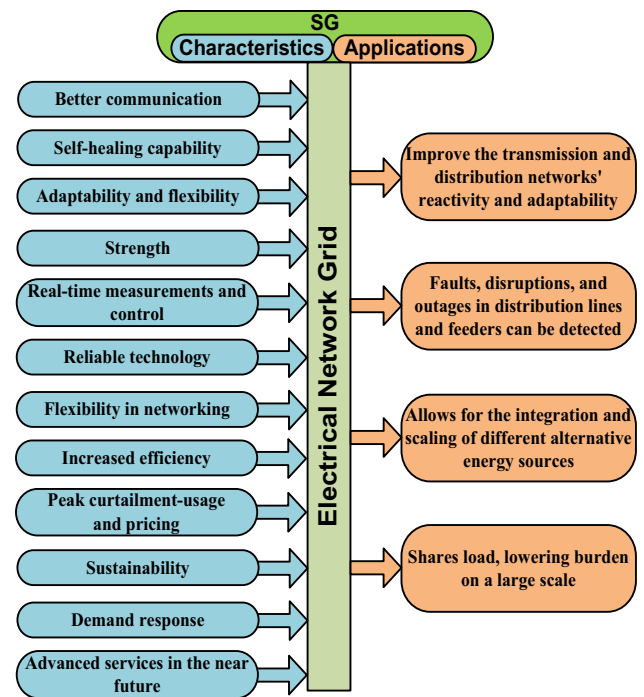 SG
Characteristics
Applications
Better communication
Self-healing capability
Adaptability and flexibility
Strength
Real-time measurements and
control
Reliable technology
Flexibility in networking
Increased efficiency
Peak curtailment-usage
and pricing
Sustainability
Demand response
Advanced services in the near
future
Electrical Network Grid
Improve the transmission and
distribution networks'
reactivity and adaptability
Faults, disruptions, and
outages in distribution lines
and feeders can be detected
Allows for the integration and
scaling of different alternative
energy sources
Shares load, lowering burden
on a large scale